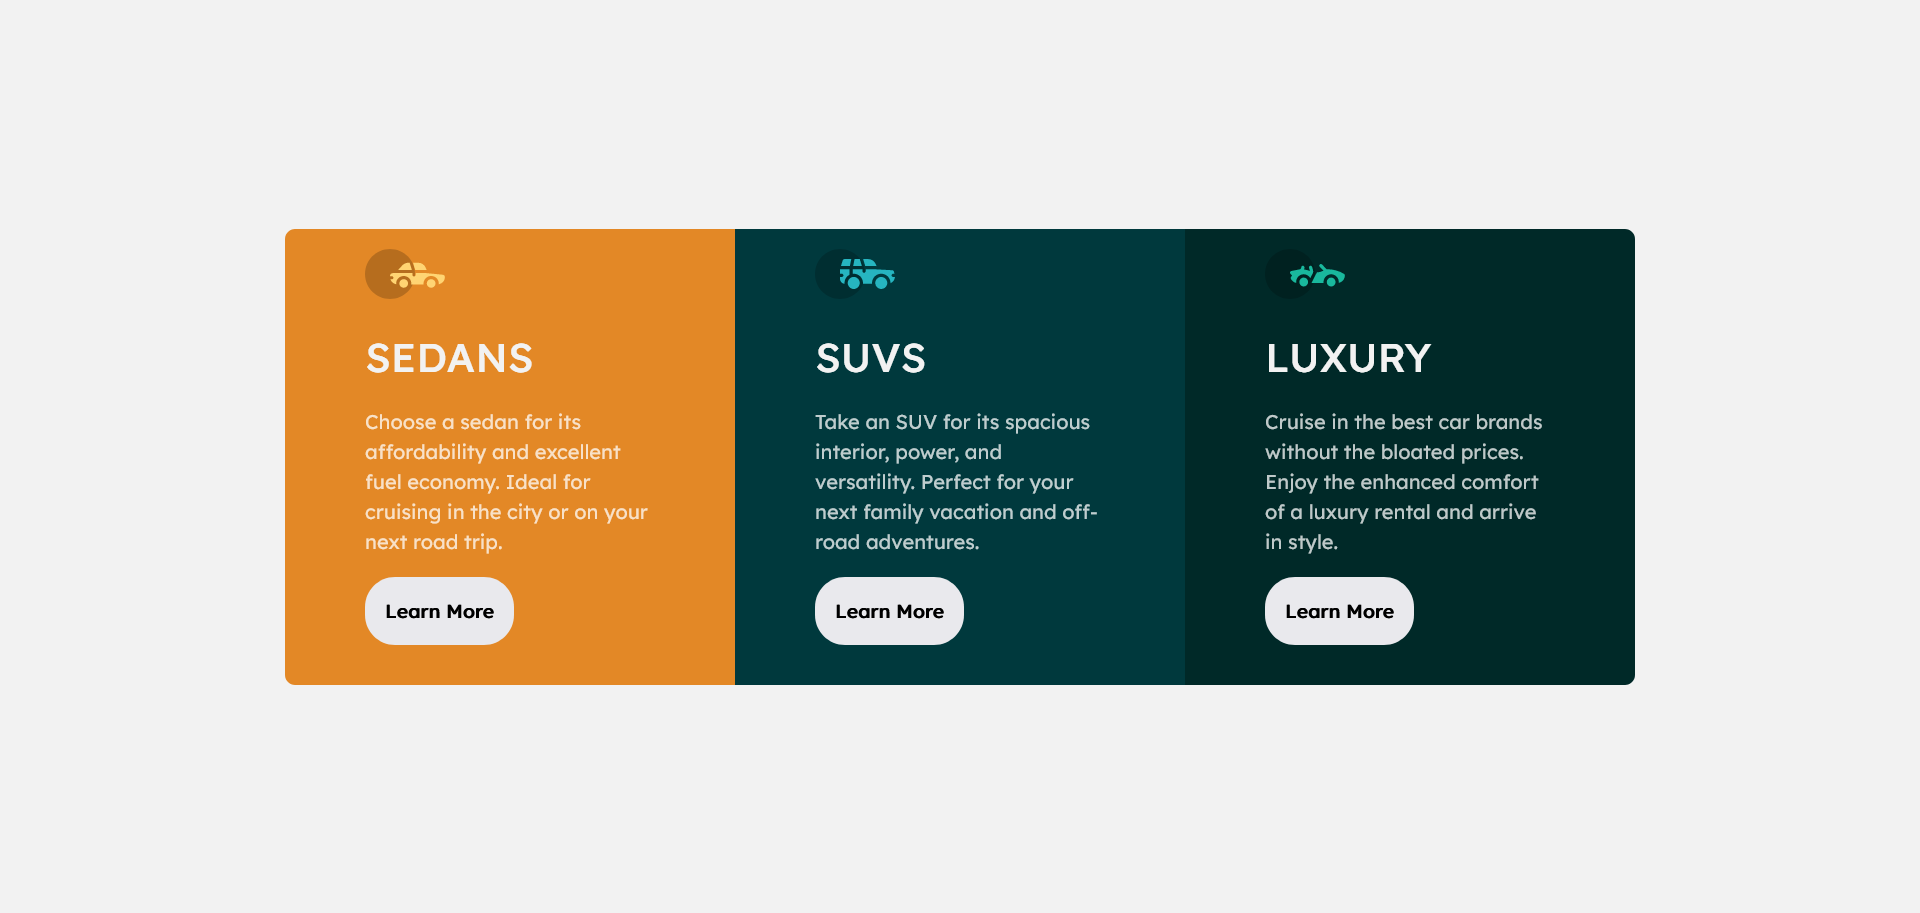 SEDANS
Choose a sedan for its
affordability and excellent
fuel economy. Ideal for
cruising in the city or on your
next road trip.
Learn More
SUVS
Take an SUV for its spacious
interior, power, and
versatility. Perfect for your
next family vacation and off-
road adventures.
Learn More
LUXURY
Cruise in the best car brands
without the bloated prices.
Enjoy the enhanced comfort
of a luxury rental and arrive
in style.
Learn More